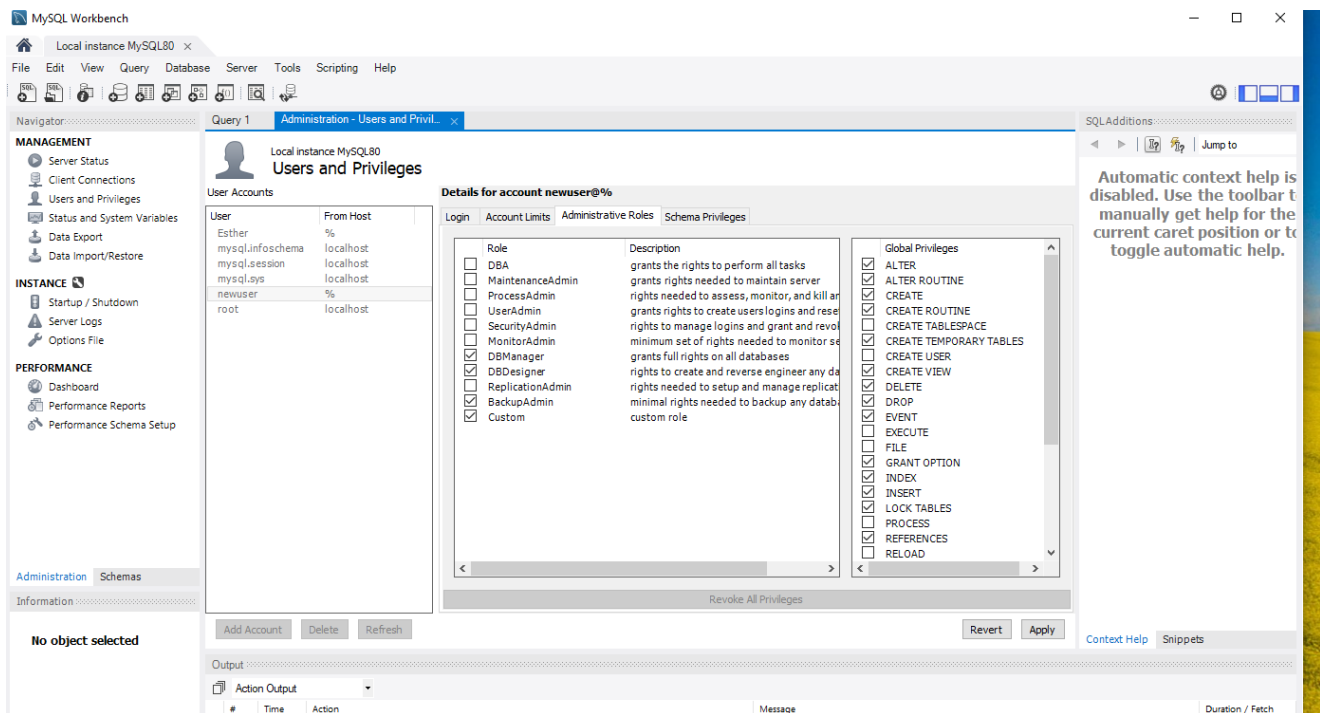 MySQL Workbench
Local instance MySQL80
File Edit View Query Database Server Tools Scripting Help
Navigator
MANAGEMENT
Server Status
Client Connections
Users and Privileges
Status and System Variables
Data Export
Data Import/Restore
INSTANCE
Startup / Shutdown
Server Logs
Options File
PERFORMANCE
Dashboard
Performance Reports
Performance Schema Setup
Administration Schemas
Information
No object selected
Query 1 Administration - Users and Privil...
Local instance MySQL80
Users and Privileges
User Accounts
User From Host
Esther %
mysql.infoschema localhost
mysql.session localhost
mysql.sys localhost
newuser %
root localhost
Add Account Delete Refresh
Details for account newuser@%
Login Account Limits Administrative Roles Schema Privileges
Role Description
DBA grants the rights to perform all tasks
MaintenanceAdmin grants rights needed to maintain server
ProcessAdmin rights needed to assess, monitor, and kill ar
UserAdmin grants rights to create users logins and reset
SecurityAdmin rights to manage logins and grant and revol
MonitorAdmin minimum set of rights needed to monitor se
DBManager grants full rights on all databases
DBDesigner rights to create and reverse engineer any da
ReplicationAdmin rights needed to setup and manage replicat
BackupAdmin minimal rights needed to backup any databa
Custom custom role
Global Privileges
ALTER
ALTER ROUTINE
CREATE
CREATE ROUTINE
CREATE TABLESPACE
CREATE TEMPORARY TABLES
CREATE USER
CREATE VIEW
DELETE
DROP
EVENT
EXECUTE
FILE
GRANT OPTION
INDEX
INSERT
LOCK TABLES
PROCESS
REFERENCES
RELOAD
Revoke All Privileges
Revert Apply
Output
Action Output
# Time Action Message Duration / Fetch
SQLAdditions
Jump to
Automatic context help is
disabled. Use the toolbar t
manually get help for the
current caret position or to
toggle automatic help.
Context Help Snippets